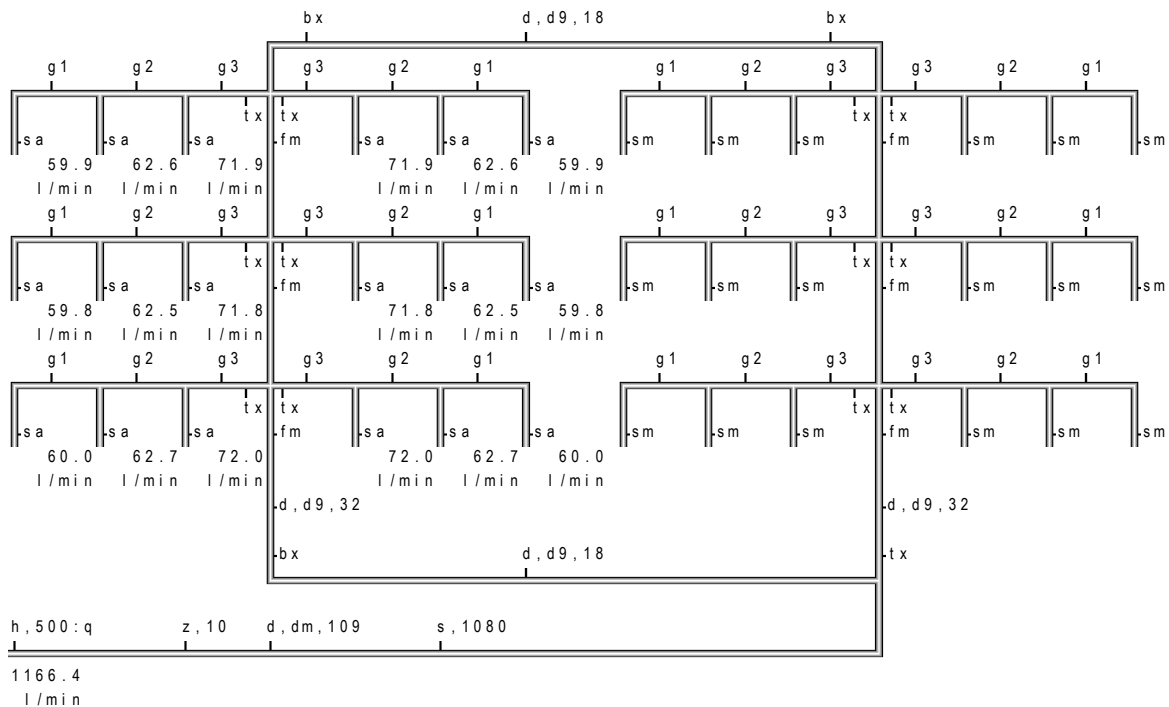 bx d,d9,18 bx
g1 g2 g3 g3 g2 g1 g1 g2 g3 g3 g2 g1
tx tx tx tx
sa sa sa fm sa sa sa sm sm sm fm sm sm sm
59.9 62.6 71.9 71.9 62.6 59.9
l/min l/min l/min l/min l/min l/min
g1 g2 g3 g3 g2 g1 g1 g2 g3 g3 g2 g1
tx tx tx tx
sa sa sa fm sa sa sa sm sm sm fm sm sm sm
59.8 62.5 71.8 71.8 62.5 59.8
l/min l/min l/min l/min l/min l/min
g1 g2 g3 g3 g2 g1 g1 g2 g3 g3 g2 g1
tx tx tx tx
sa sa sa fm sa sa sa sm sm sm fm sm sm sm
60.0 62.7 72.0 72.0 62.7 60.0
l/min l/min l/min l/min l/min l/min
d,d9,32 d,d9,32
bx d,d9,18 tx
h,500:q z,10 d,dm,109 s,1080
1166.4
l/min